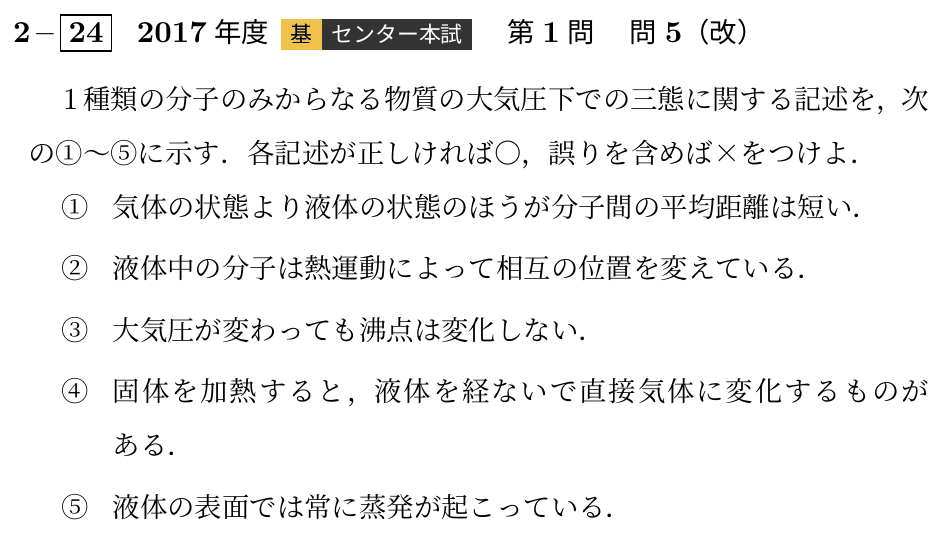 2－24 2017 年度 基 センター本試 第 1 問 問 5（改）
１種類の分子のみからなる物質の大気圧下での三態に関する記述を，次
の①～⑤に示す．各記述が正しければ○，誤りを含めば×をつけよ．
① 気体の状態より液体の状態のほうが分子間の平均距離は短い．
② 液体中の分子は熱運動によって相互の位置を変えている．
③ 大気圧が変わっても沸点は変化しない．
④ 固体を加熱すると，液体を経ないで直接気体に変化するものが
ある．
⑤ 液体の表面では常に蒸発が起こっている．